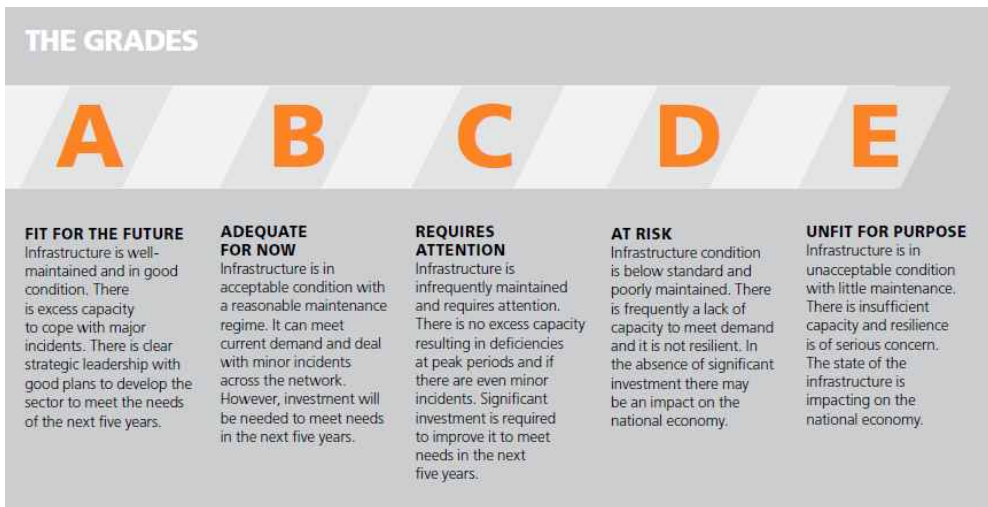 THE GRADES
A
B
C
D
E
FIT FOR THE FUTURE
Infrastructure is well-
maintained and in good
condition. There
is excess capacity
to cope with major
incidents. There is clear
strategic leadership with
good plans to develop the
sector to meet the needs
of the next five years.
ADEQUATE
FOR NOW
Infrastructure is in
acceptable condition with
a reasonable maintenance
regime. It can meet
current demand and deal
with minor incidents
across the network.
However, investment will
be needed to meet needs
in the next five years.
REQUIRES
ATTENTION
Infrastructure is
infrequently maintained
and requires attention.
There is no excess capacity
resulting in deficiencies
at peak periods and if
there are even minor
incidents. Significant
investment is required
to improve it to meet
needs in the next
five years.
AT RISK
Infrastructure condition
is below standard and
poorly maintained. There
is frequently a lack of
capacity to meet demand
and it is not resilient. In
the absence of significant
investment there may
be an impact on the
national economy.
UNFIT FOR PURPOSE
Infrastructure is in
unacceptable condition
with little maintenance.
There is insufficient
capacity and resilience
is of serious concern.
The state of the
infrastructure is
impacting on the
national economy.